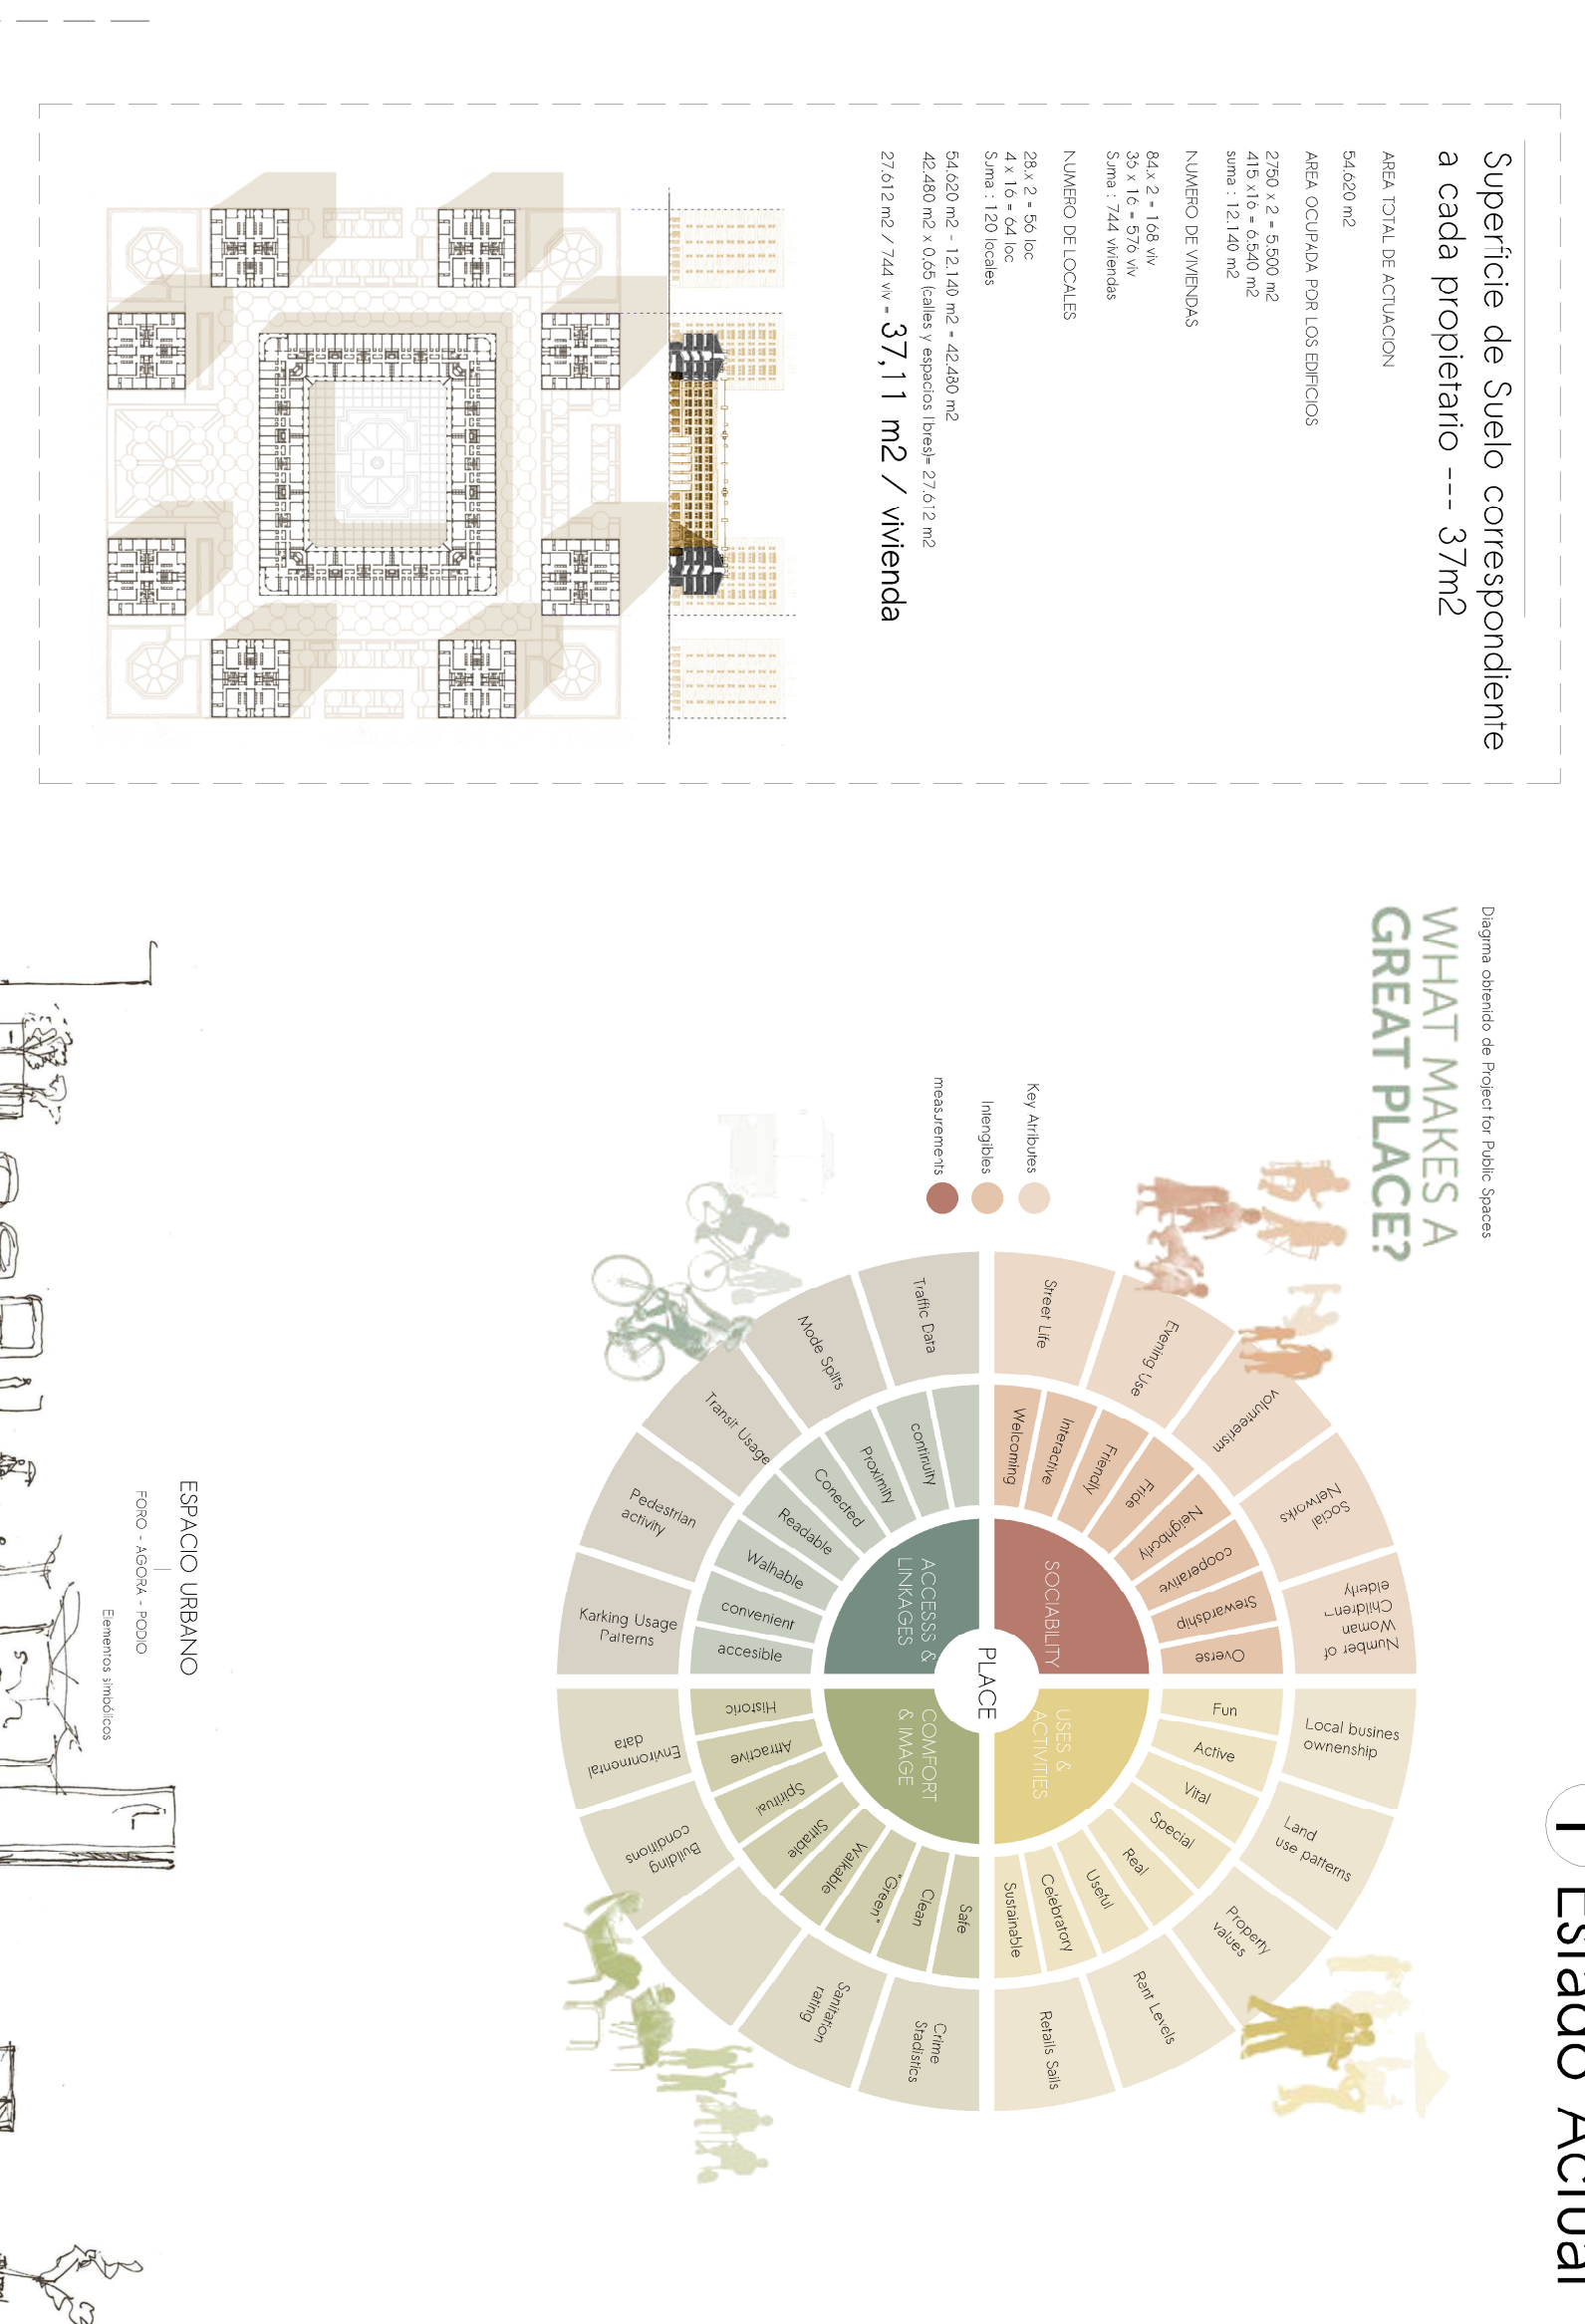 Estado Actual
Superficie de Suelo correspondiente
a cada propietario --- 37m2
AREA TOTAL DE ACTUACION
54.620 m2
AREA OCUPADA POR LOS EDIFICIOS
2750 x 2 = 5.500 m2
415 x16 = 6.640 m2
suma : 12.140 m2
NUMERO DE VIVIENDAS
84.x 2 = 168 viv
36 x 16 = 576 viv
Suma : 744 viviendas
NUMERO DE LOCALES
28.x 2 = 56 loc
4 x 16 = 64 loc
Suma : 120 locales
54.620 m2 - 12.140 m2 = 42.480 m2
42.480 m2 x 0,65 (calles y espacios libres)= 27.612 m2
27.612 m2 / 744 viv = 37,11 m2 / vivienda
Diagrma obtenido de Project for Public Spaces
WHAT MAKES A
GREAT PLACE?
Key Atributes
Intengibles
measurements
PLACE
SOCIABILITY
USES &
ACTIVITIES
COMFORT
& IMAGE
ACCESSS &
LINKAGES
Welcoming
Interactive
Friendly
Pride
Neighborly
cooperative
Stewardship
Overse
Fun
Active
Vital
Special
Real
Useful
Celebratory
Sustainable
Safe
Clean
"Green"
Walkable
Sittable
Spiritual
Attractive
Historic
accesible
convenient
Walhable
Readable
Conected
Proximity
continuity
Street Life
Evening Use
volunteerism
Social
Networks
Number of
Woman
Children-
elderly
Local busines
ownenship
Land
use patterns
Property
values
Rent Levels
Retails Sails
Crime
Stadistics
Sanitation
rating
Building
conditions
Environmental
data
Karking Usage
Patterns
Pedestrian
activity
Transit Usage
Mode Splits
Traffic Data
ESPACIO URBANO
FORO - AGORA - PODIO
Elementos simbólicos